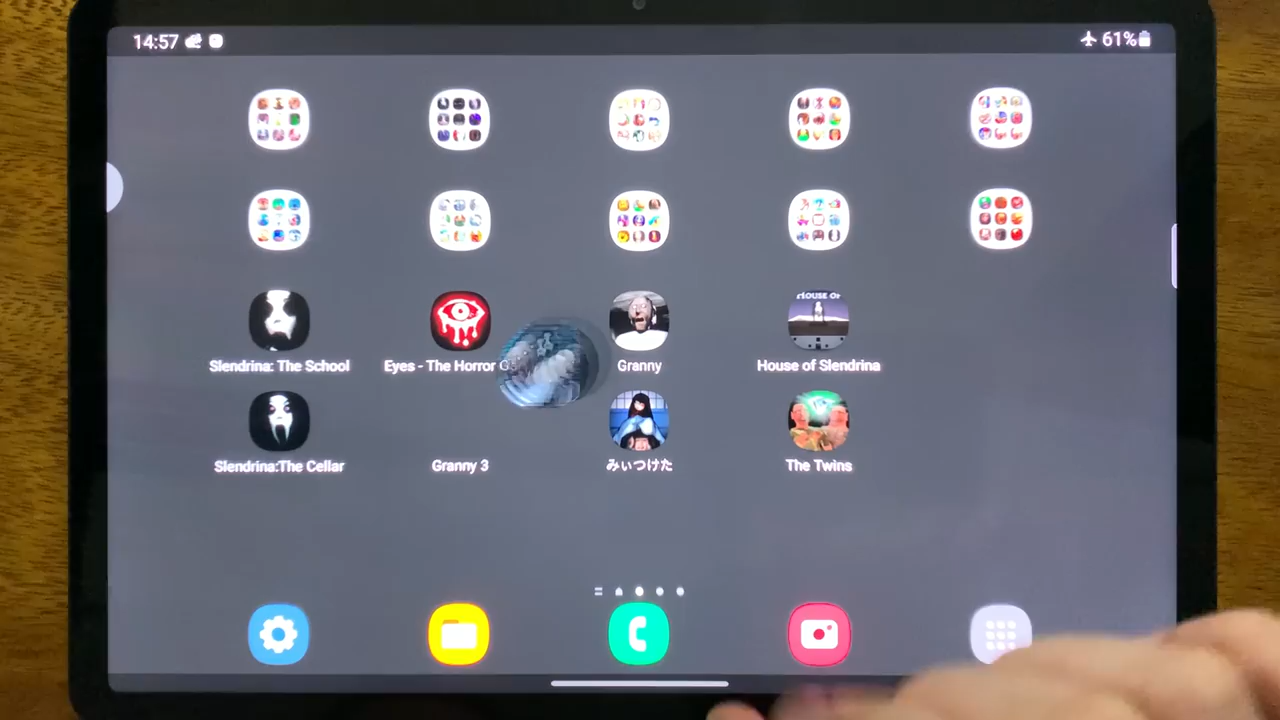 14:57
61%
HOUSE OF
Slendrina: The School
Eyes - The Horror
Granny
House of Slendrina
Slendrina:The Cellar
Granny 3
みぃつけた
The Twins